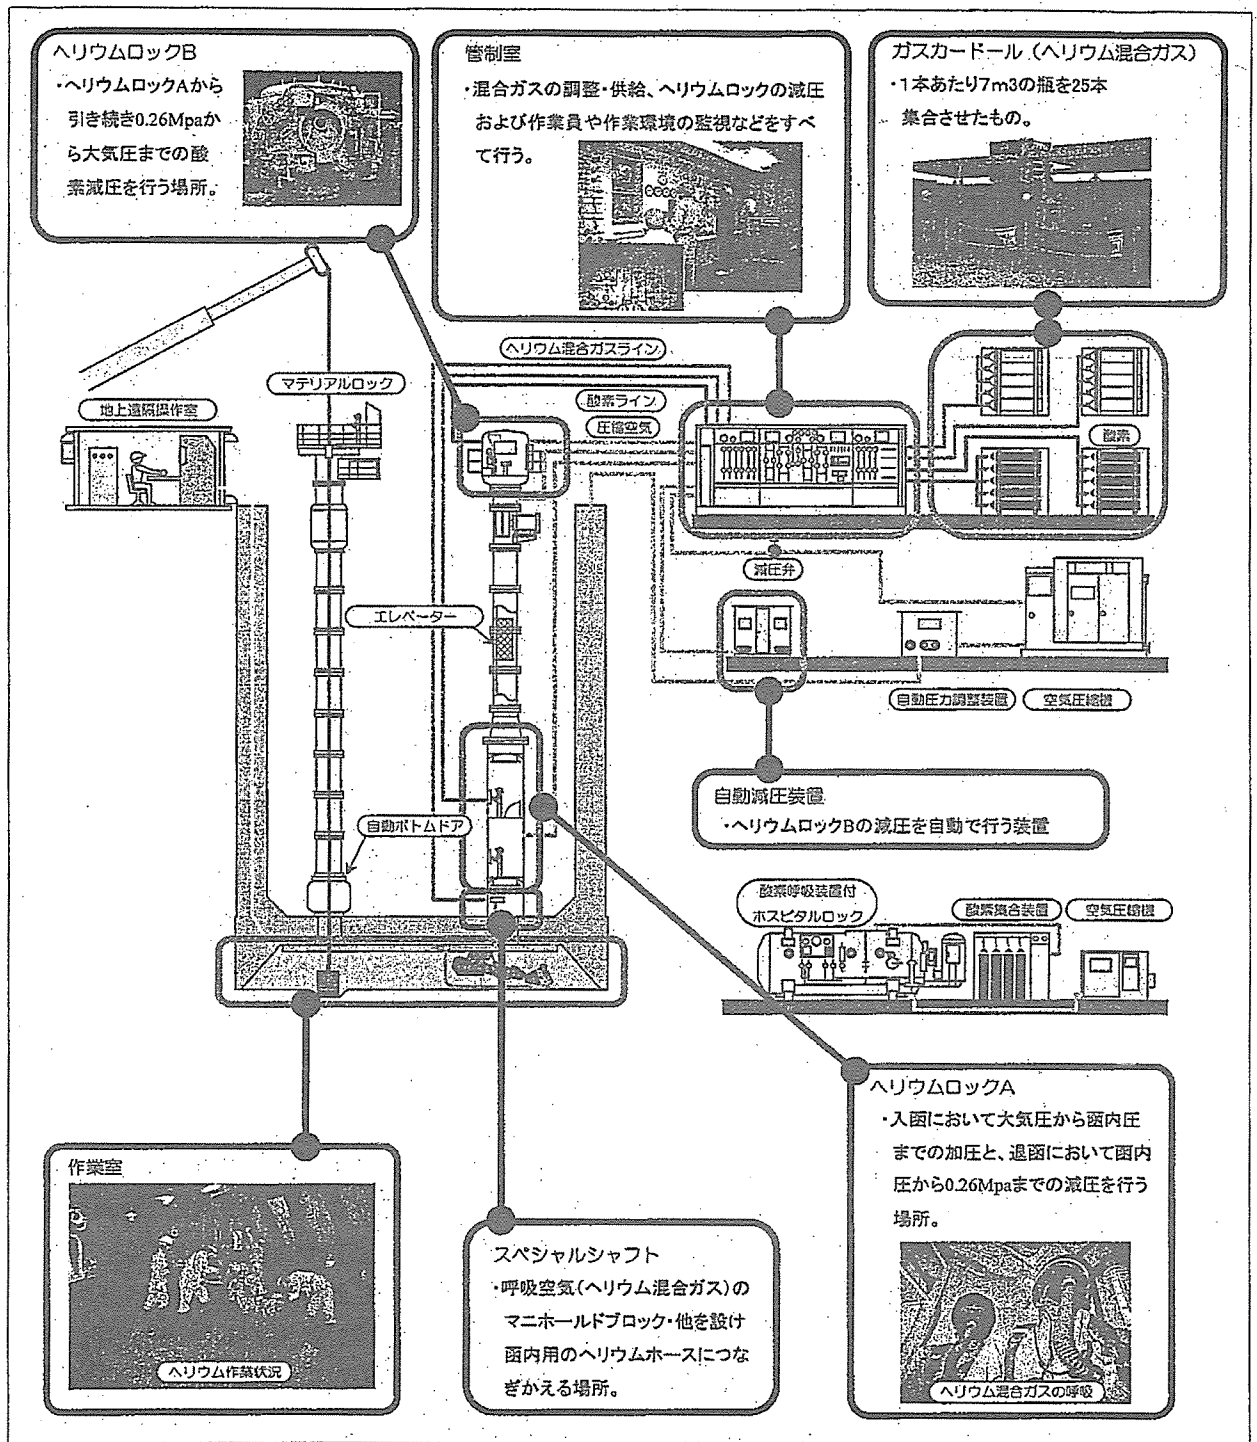 ヘリウムロックB
・ヘリウムロックAから
引き続き0.26Mpaか
ら大気圧までの酸
素減圧を行う場所。
管制室
・混合ガスの調整・供給、ヘリウムロックの減圧
および作業員や作業環境の監視などをすべ
て行う。
ガスカードール（ヘリウム混合ガス）
・1本あたり7m3の瓶を25本
集合させたもの。
ヘリウム混合ガスライン
マテリアルロック
酸素ライン
地上遠隔操作室
圧縮空気
酸素
減圧弁
エレベーター
自動圧力調整装置
空気圧縮機
自動減圧装置
・ヘリウムロックBの減圧を自動で行う装置
自動ボトムドア
酸素呼吸装置付
ホスピタルロック
酸素集合装置
空気圧縮機
ヘリウムロックA
・入函において大気圧から函内圧
までの加圧と、退函において函内
圧から0.26Mpaまでの減圧を行う
場所。
ヘリウム混合ガスの呼吸
作業室
ヘリウム作業状況
スペシャルシャフト
・呼吸空気(ヘリウム混合ガス)の
マニホールドブロック・他を設け
函内用のヘリウムホースにつな
ぎかえる場所。